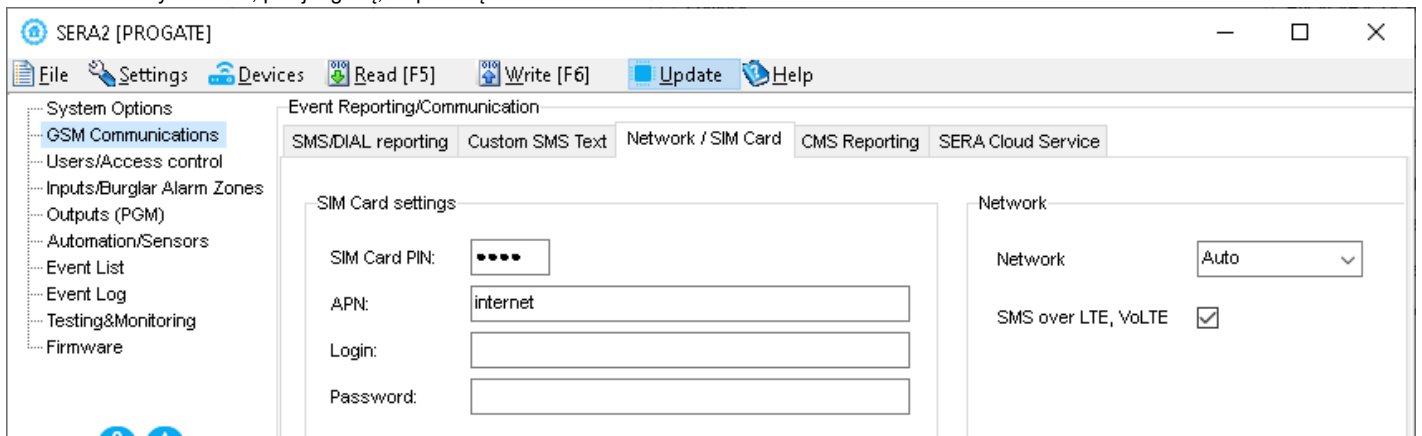 SERA2 [PROGATE]
File Settings Devices Read [F5] Write [F6] Update Help
System Options
GSM Communications
Users/Access control
Inputs/Burglar Alarm Zones
Outputs (PGM)
Automation/Sensors
Event List
Event Log
Testing&Monitoring
Firmware
Event Reporting/Communication
SMS/DIAL reporting Custom SMS Text Network / SIM Card CMS Reporting SERA Cloud Service
SIM Card settings
SIM Card PIN: ••••
APN: internet
Login:
Password:
Network
Network Auto
SMS over LTE, VoLTE